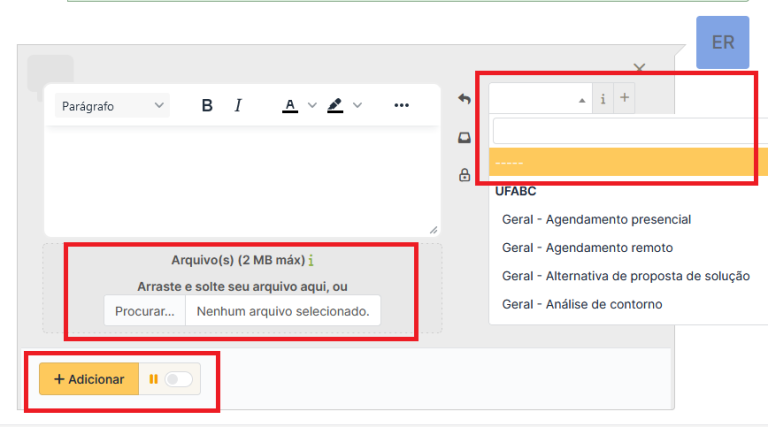 ER
Parágrafo
B I A
i +
-----
UFABC
Geral - Agendamento presencial
Geral - Agendamento remoto
Geral - Alternativa de proposta de solução
Geral - Análise de contorno
Arquivo(s) (2 MB máx) i
Arraste e solte seu arquivo aqui, ou
Procurar... Nenhum arquivo selecionado.
+ Adicionar